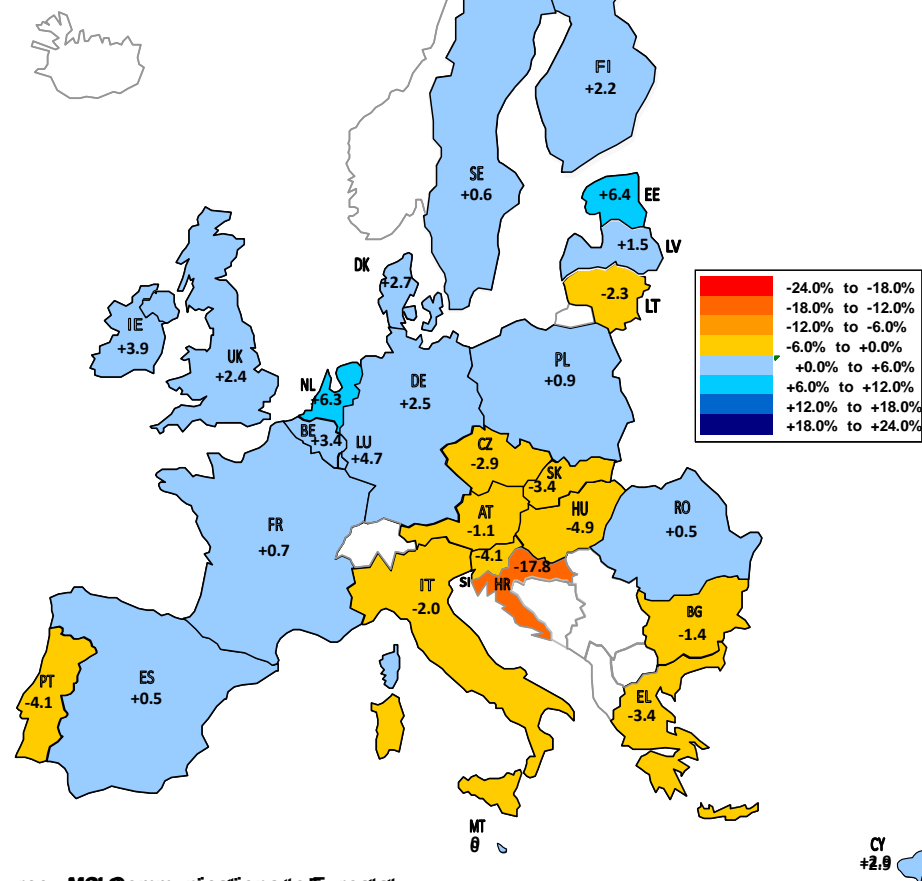 FI
+2.2
SE
+0.6
+6.4 EE
+1.5 LV
DK
+2.7
-2.3
LT
-24.0% to -18.0%
-18.0% to -12.0%
-12.0% to -6.0%
-6.0% to +0.0%
+0.0% to +6.0%
+6.0% to +12.0%
+12.0% to +18.0%
+18.0% to +24.0%
IE
+3.9
UK
+2.4
NL
+6.3
DE
+2.5
PL
+0.9
BE
+3.4
LU
+4.7
CZ
-2.9
SK
-3.4
FR
+0.7
AT
-1.1
HU
-4.9
RO
+0.5
-4.1
SI
HR
-17.8
IT
-2.0
BG
-1.4
PT
-4.1
ES
+0.5
EL
-3.4
MT
0
CY
+2.9